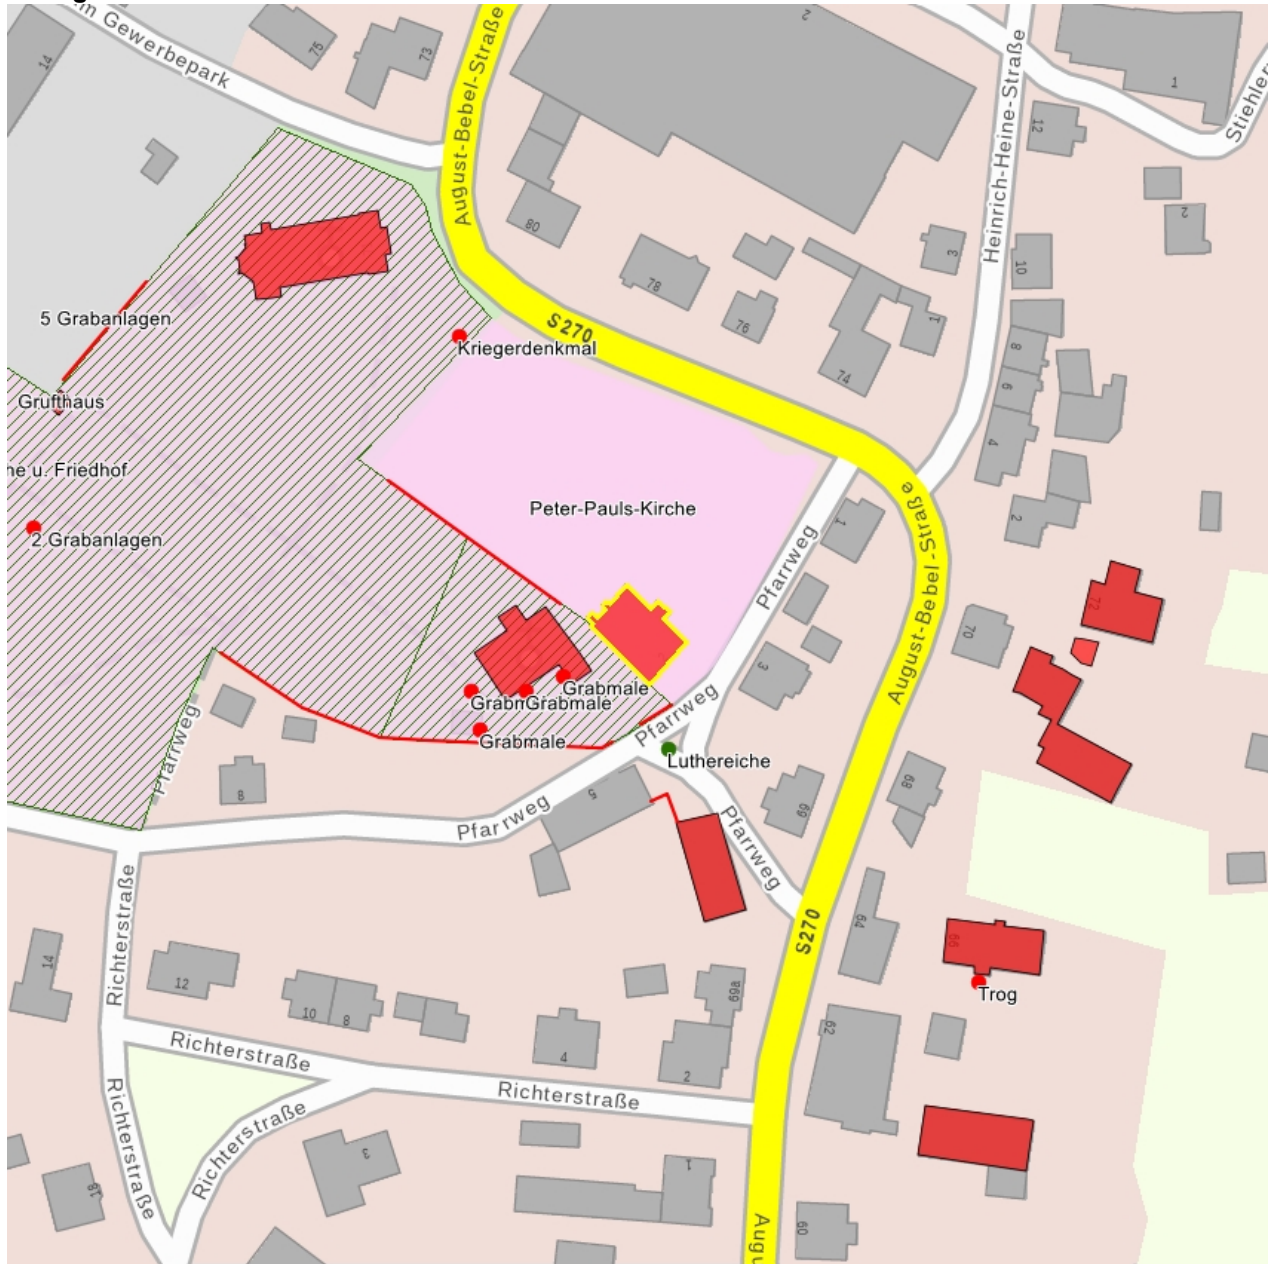 m Gewerbepark
14
75
73
August-Bebel-Straße
2
1
Stiehler
12
Heinrich-Heine-Straße
2
80
3
10
78
76
1
74
S270
5 Grabanlagen
Kriegerdenkmal
8
6
4
Grufthaus
ne u. Friedhof
Peter-Pauls-Kirche
2 Grabanlagen
1
2
Pfarrweg
August-Bebel-Straße
72
70
3
Grabmale
Grabmale
Grabmale
Pfarrweg
Pfarrweg
Luthereiche
8
5
Pfarrweg
Pfarrweg
69
68
Richterstraße
64
S270
66
Trog
14
12
10
8
69a
62
4
2
Richterstraße
Richterstraße
Richterstraße
Richterstraße
3
1
18
60
Augu